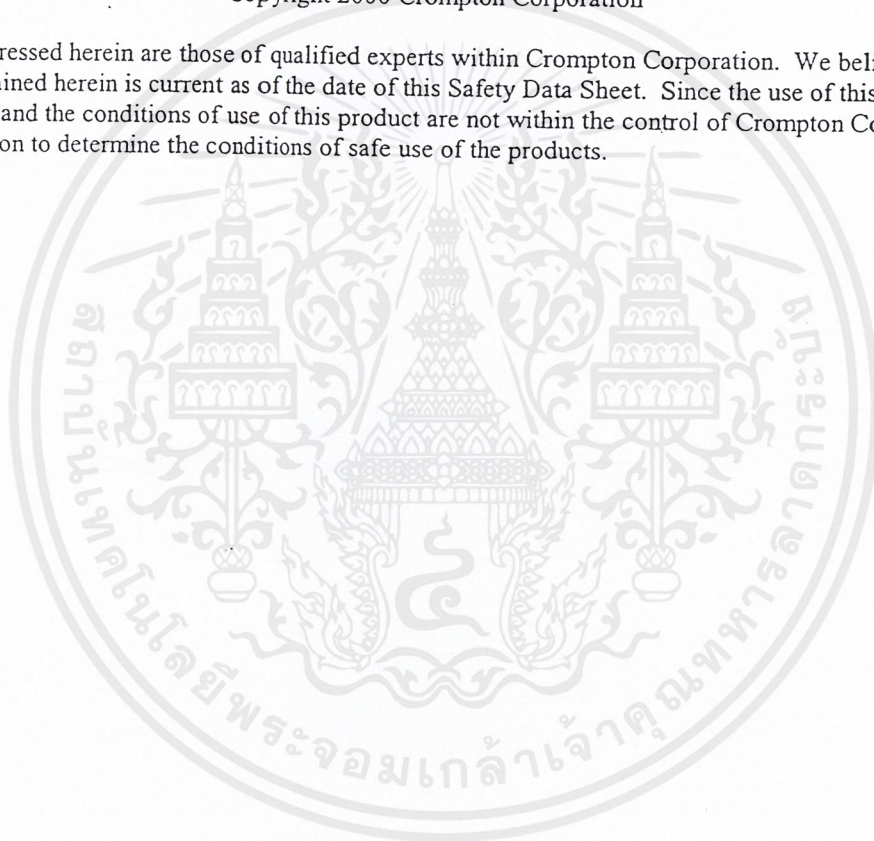 Corporation
ressed herein are those of qualified experts within Crompton Corporation. We beli
ined herein is current as of the date of this Safety Data Sheet. Since the use of this
and the conditions of use of this product are not within the control of Crompton Co
on to determine the conditions of safe use of the products.
สถาบันเทคโนโลยีพระจอมเกล้าเจ้าคุณทหารลาดกระบัง